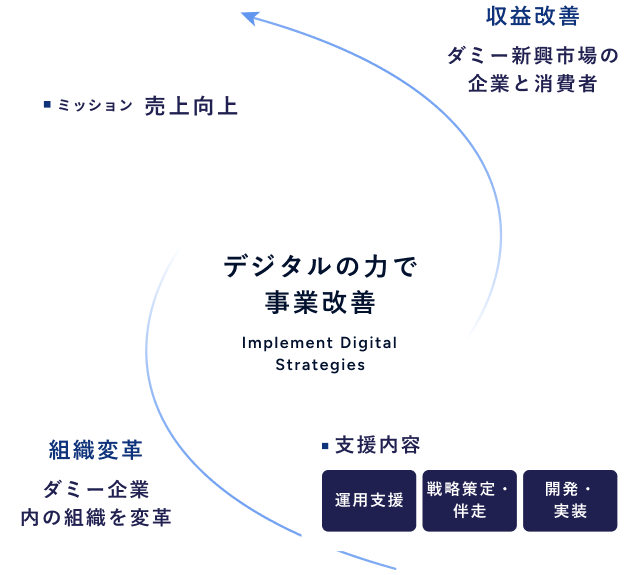 収益改善
ダミー新興市場の
企業と消費者
ミッション 売上向上
デジタルの力で
事業改善
Implement Digital
Strategies
組織変革
ダミー企業
内の組織を変革
支援内容
運用支援
戦略策定・
伴走
開発・
実装